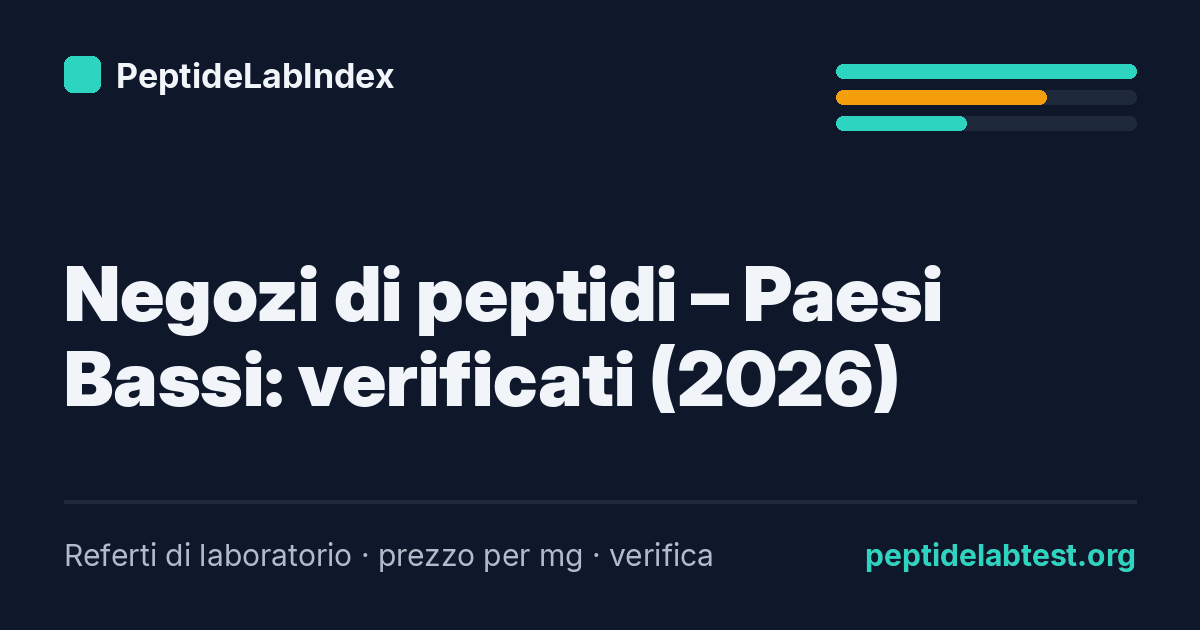 PeptideLabIndex
Negozi di peptidi – Paesi
Bassi: verificati (2026)
Referti di laboratorio · prezzo per mg · verifica
peptidelabtest.org